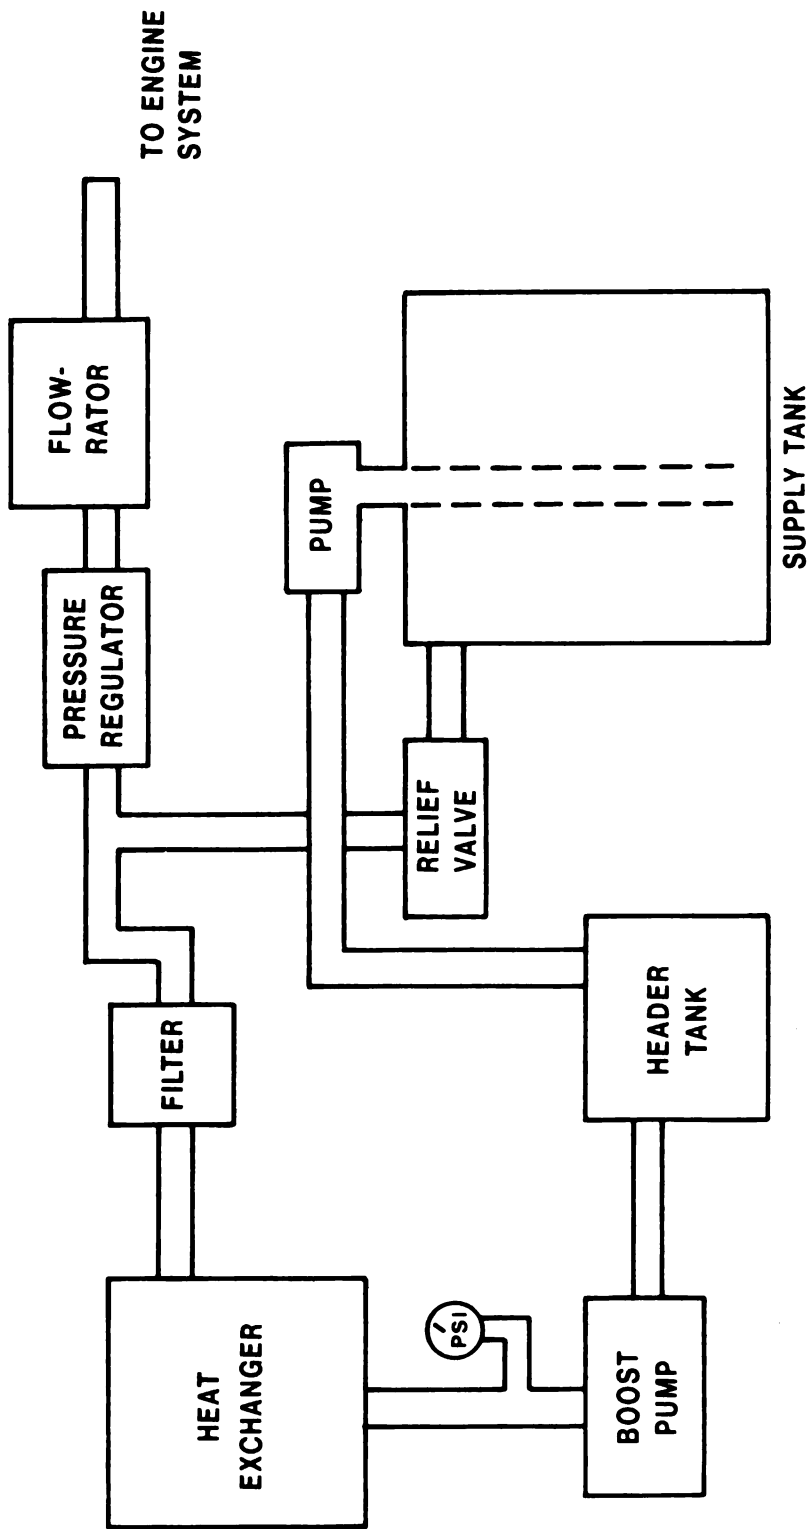 HEAT
EXCHANGER
FILTER
PRESSURE
REGULATOR
FLOW-
RATOR
TO ENGINE
SYSTEM
PSI
RELIEF
VALVE
PUMP
BOOST
PUMP
HEADER
TANK
SUPPLY TANK